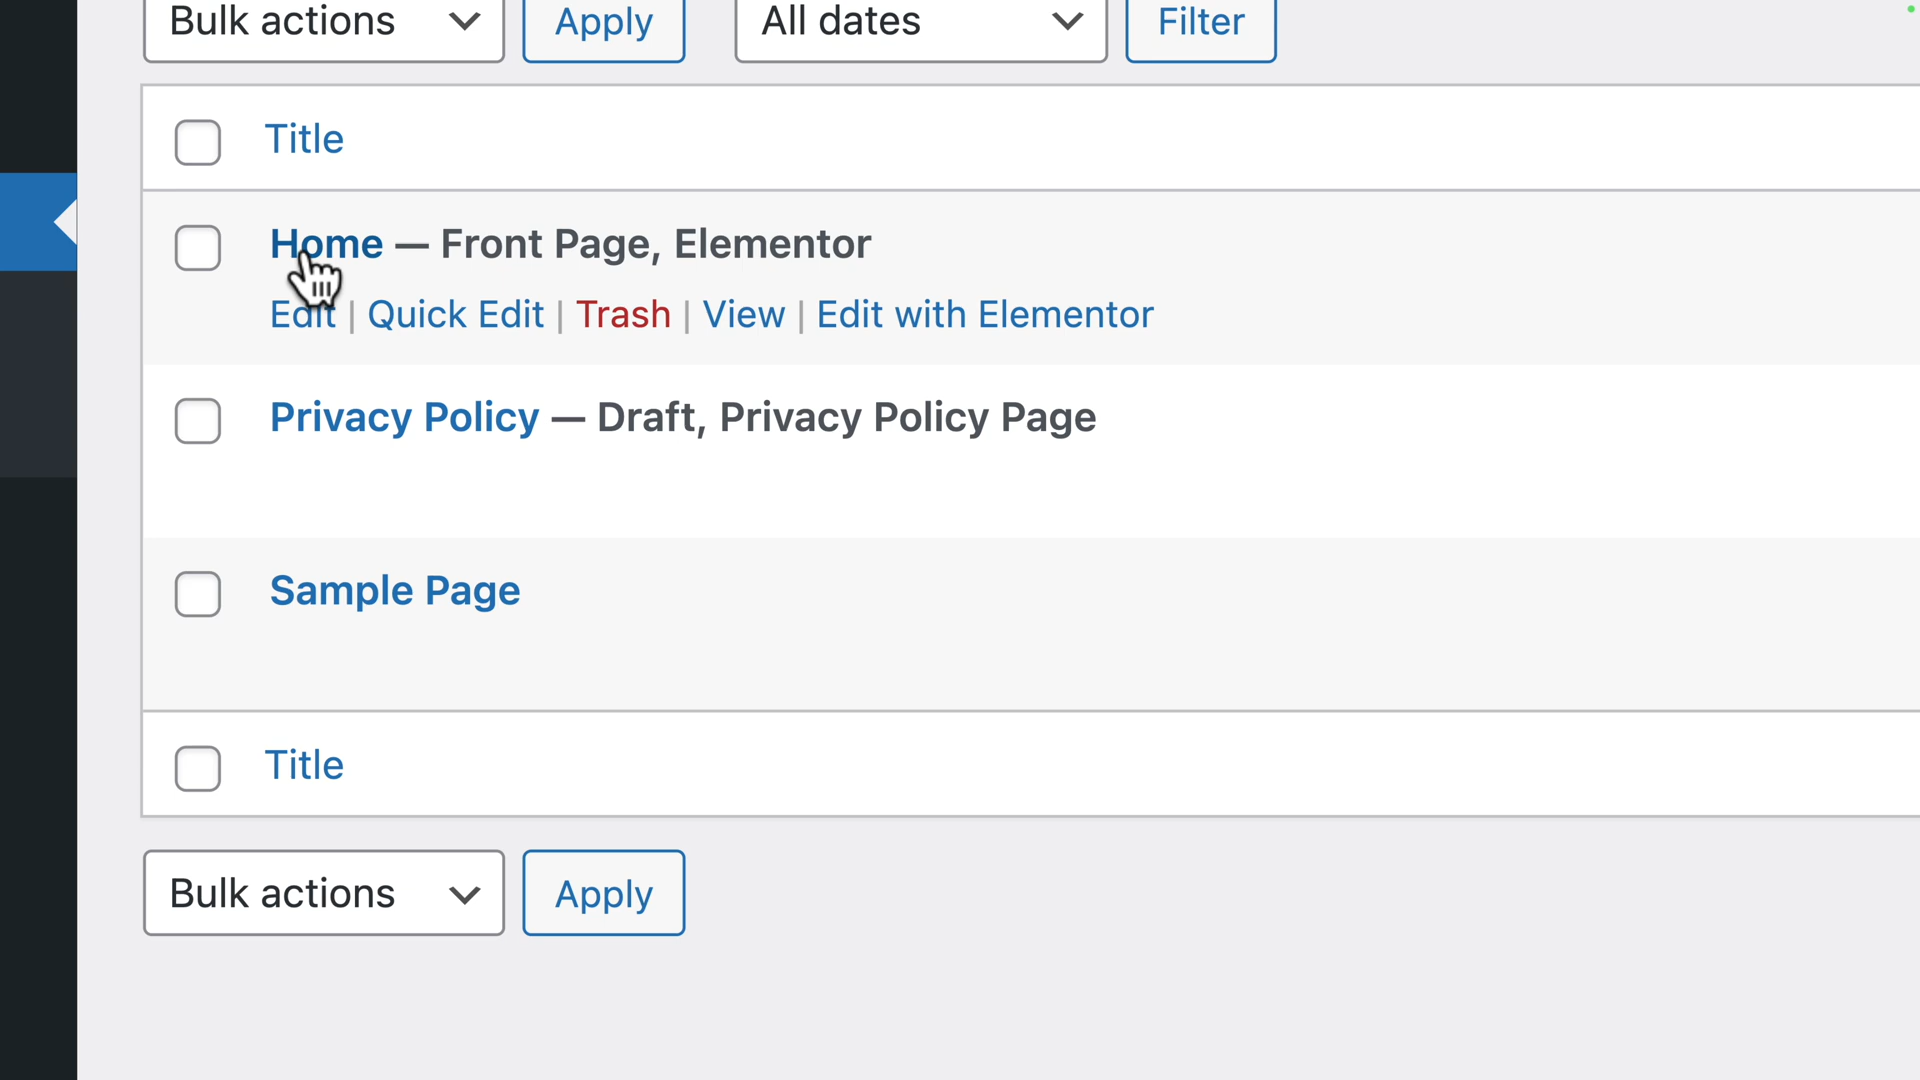 Bulk actions Apply All dates Filter
Title
Home — Front Page, Elementor
Edit | Quick Edit | Trash | View | Edit with Elementor
Privacy Policy — Draft, Privacy Policy Page
Sample Page
Title
Bulk actions Apply